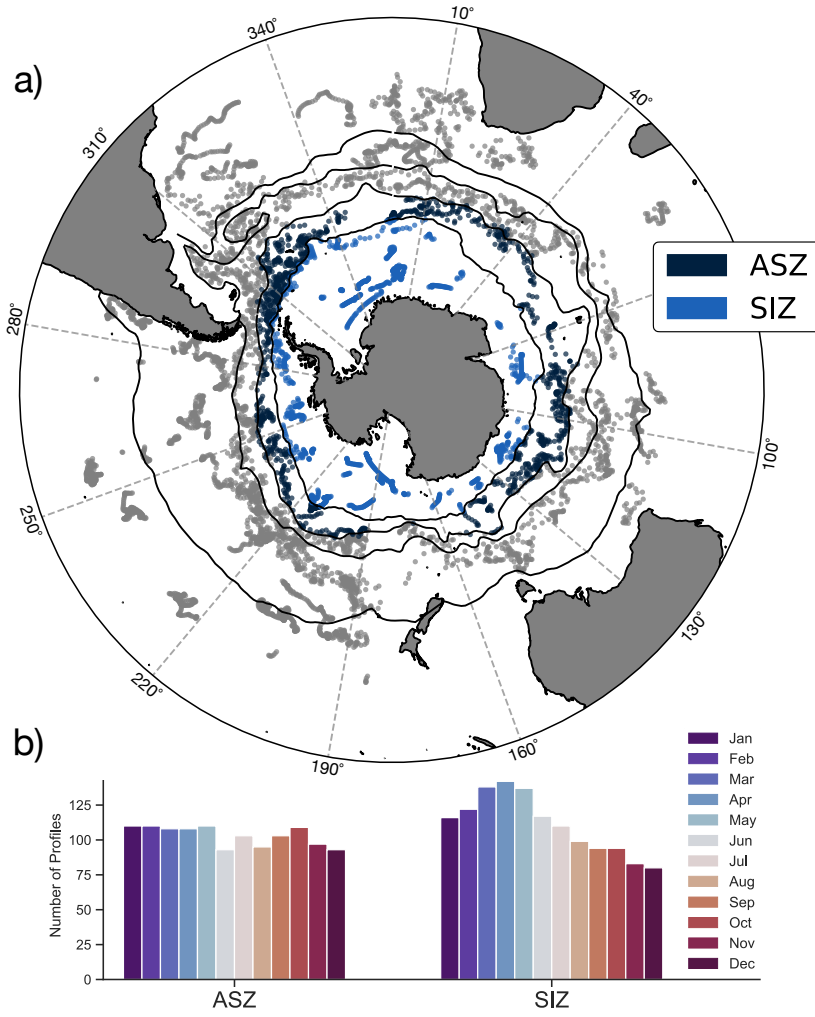 a)
340°
10°
40°
310°
ASZ
SIZ
280°
100°
250°
130°
220°
160°
190°
b)
Number of Profiles
125
100
75
50
25
0
ASZ
SIZ
Jan
Feb
Mar
Apr
May
Jun
Jul
Aug
Sep
Oct
Nov
Dec